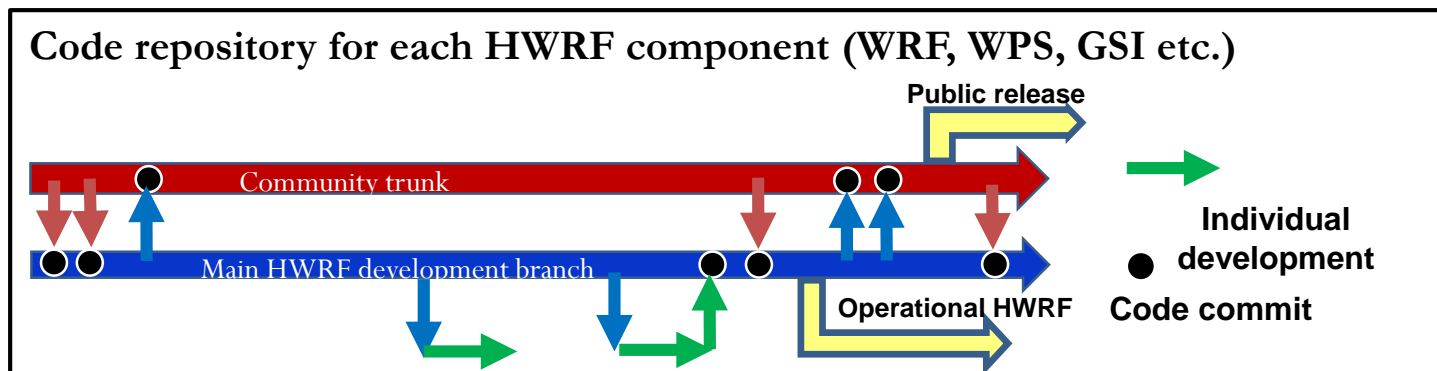 Code repository for each HWRF component (WRF, WPS, GSI etc.)
Public release
Community trunk
Individual
development
Main HWRF development branch
Operational HWRF
Code commit